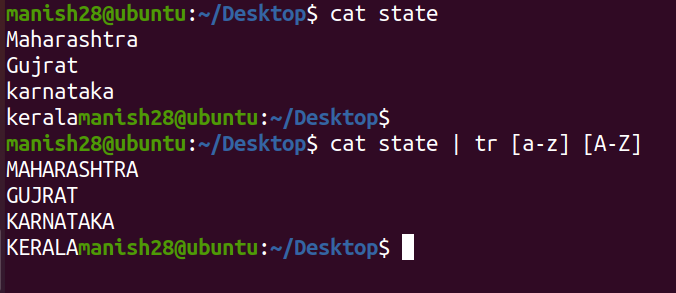 manish28@ubuntu:~/Desktop$ cat state
Maharashtra
Gujrat
karnataka
keralamanish28@ubuntu:~/Desktop$
manish28@ubuntu:~/Desktop$ cat state | tr [a-z] [A-Z]
MAHARASHTRA
GUJRAT
KARNATAKA
KERALAmanish28@ubuntu:~/Desktop$